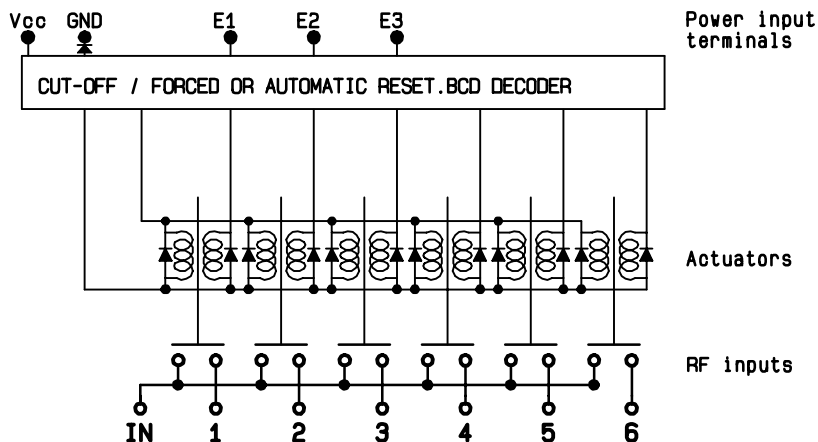 Vcc GND E1 E2 E3 Power input
terminals
CUT-OFF / FORCED OR AUTOMATIC RESET.BCD DECODER
Actuators
RF inputs
IN 1 2 3 4 5 6